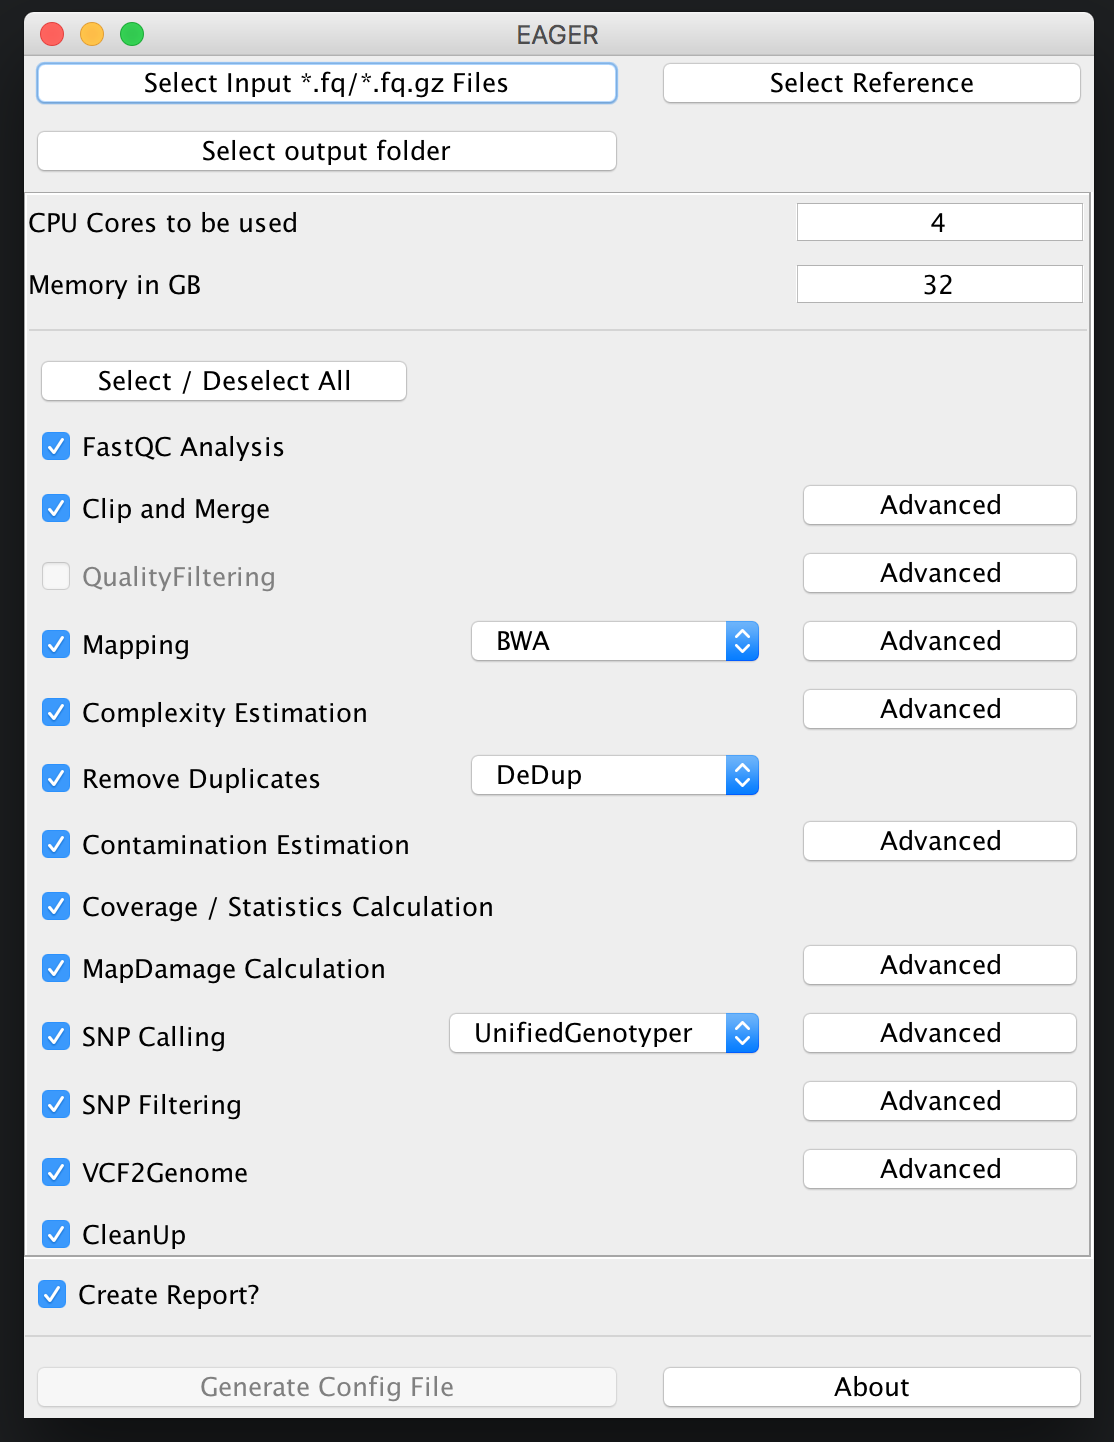 EAGER
Select Input *.fq/*.fq.gz Files
Select Reference
Select output folder
CPU Cores to be used
4
Memory in GB
32
Select / Deselect All
FastQC Analysis
Clip and Merge
Advanced
QualityFiltering
Advanced
Mapping
BWA
Advanced
Complexity Estimation
Advanced
Remove Duplicates
DeDup
Contamination Estimation
Advanced
Coverage / Statistics Calculation
MapDamage Calculation
Advanced
SNP Calling
UnifiedGenotyper
Advanced
SNP Filtering
Advanced
VCF2Genome
Advanced
CleanUp
Create Report?
Generate Config File
About